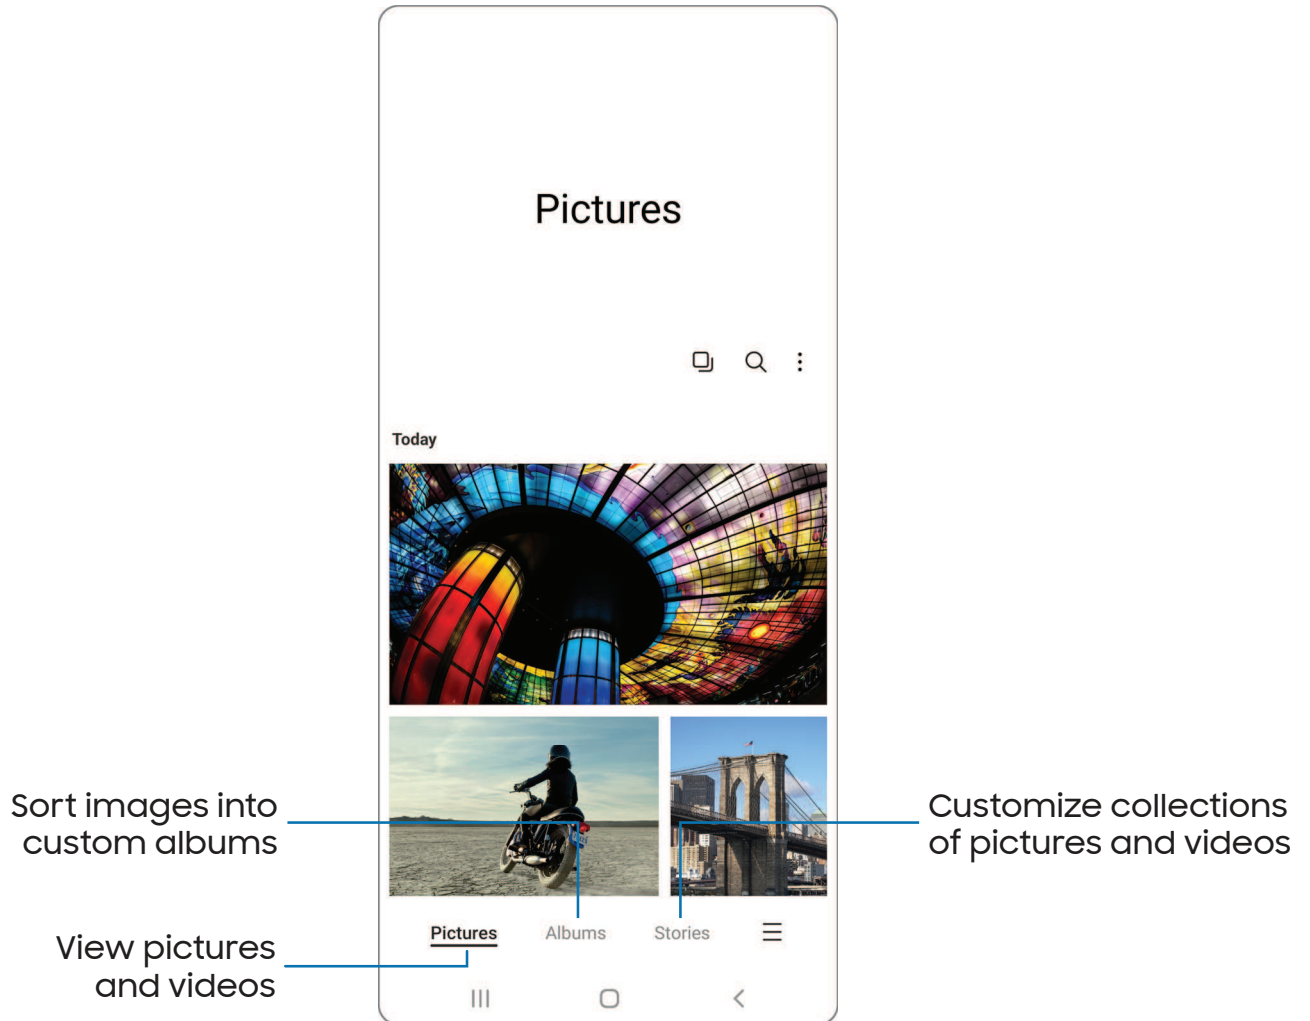 Pictures
Today
Sort images into
custom albums
Customize collections
of pictures and videos
Pictures
Albums
Stories
View pictures
and videos